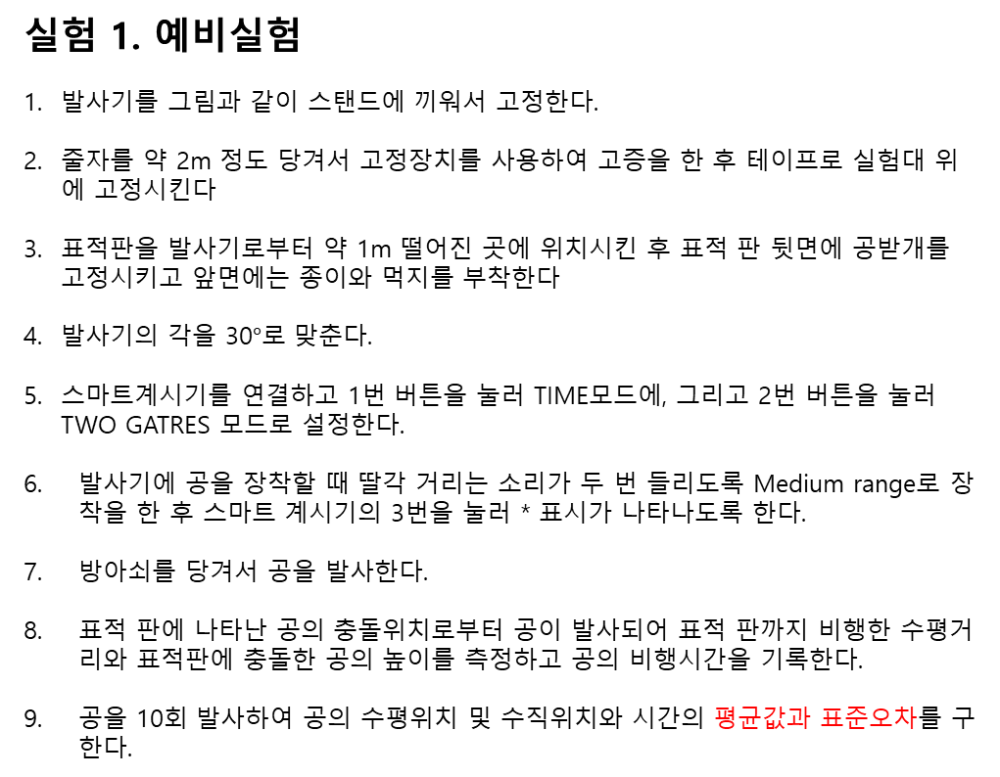 실험 1. 예비실험
1. 발사기를 그림과 같이 스탠드에 끼워서 고정한다.
2. 줄자를 약 2m 정도 당겨서 고정장치를 사용하여 고증을 한 후 테이프로 실험대 위
에 고정시킨다
3. 표적판을 발사기로부터 약 1m 떨어진 곳에 위치시킨 후 표적 판 뒷면에 공받개를
고정시키고 앞면에는 종이와 먹지를 부착한다
4. 발사기의 각을 30°로 맞춘다.
5. 스마트계시기를 연결하고 1번 버튼을 눌러 TIME모드에, 그리고 2번 버튼을 눌러
TWO GATRES 모드로 설정한다.
6. 발사기에 공을 장착할 때 딸각 거리는 소리가 두 번 들리도록 Medium range로 장
착을 한 후 스마트 계시기의 3번을 눌러 * 표시가 나타나도록 한다.
7. 방아쇠를 당겨서 공을 발사한다.
8. 표적 판에 나타난 공의 충돌위치로부터 공이 발사되어 표적 판까지 비행한 수평거
리와 표적판에 충돌한 공의 높이를 측정하고 공의 비행시간을 기록한다.
9. 공을 10회 발사하여 공의 수평위치 및 수직위치와 시간의 평균값과 표준오차를 구
한다.